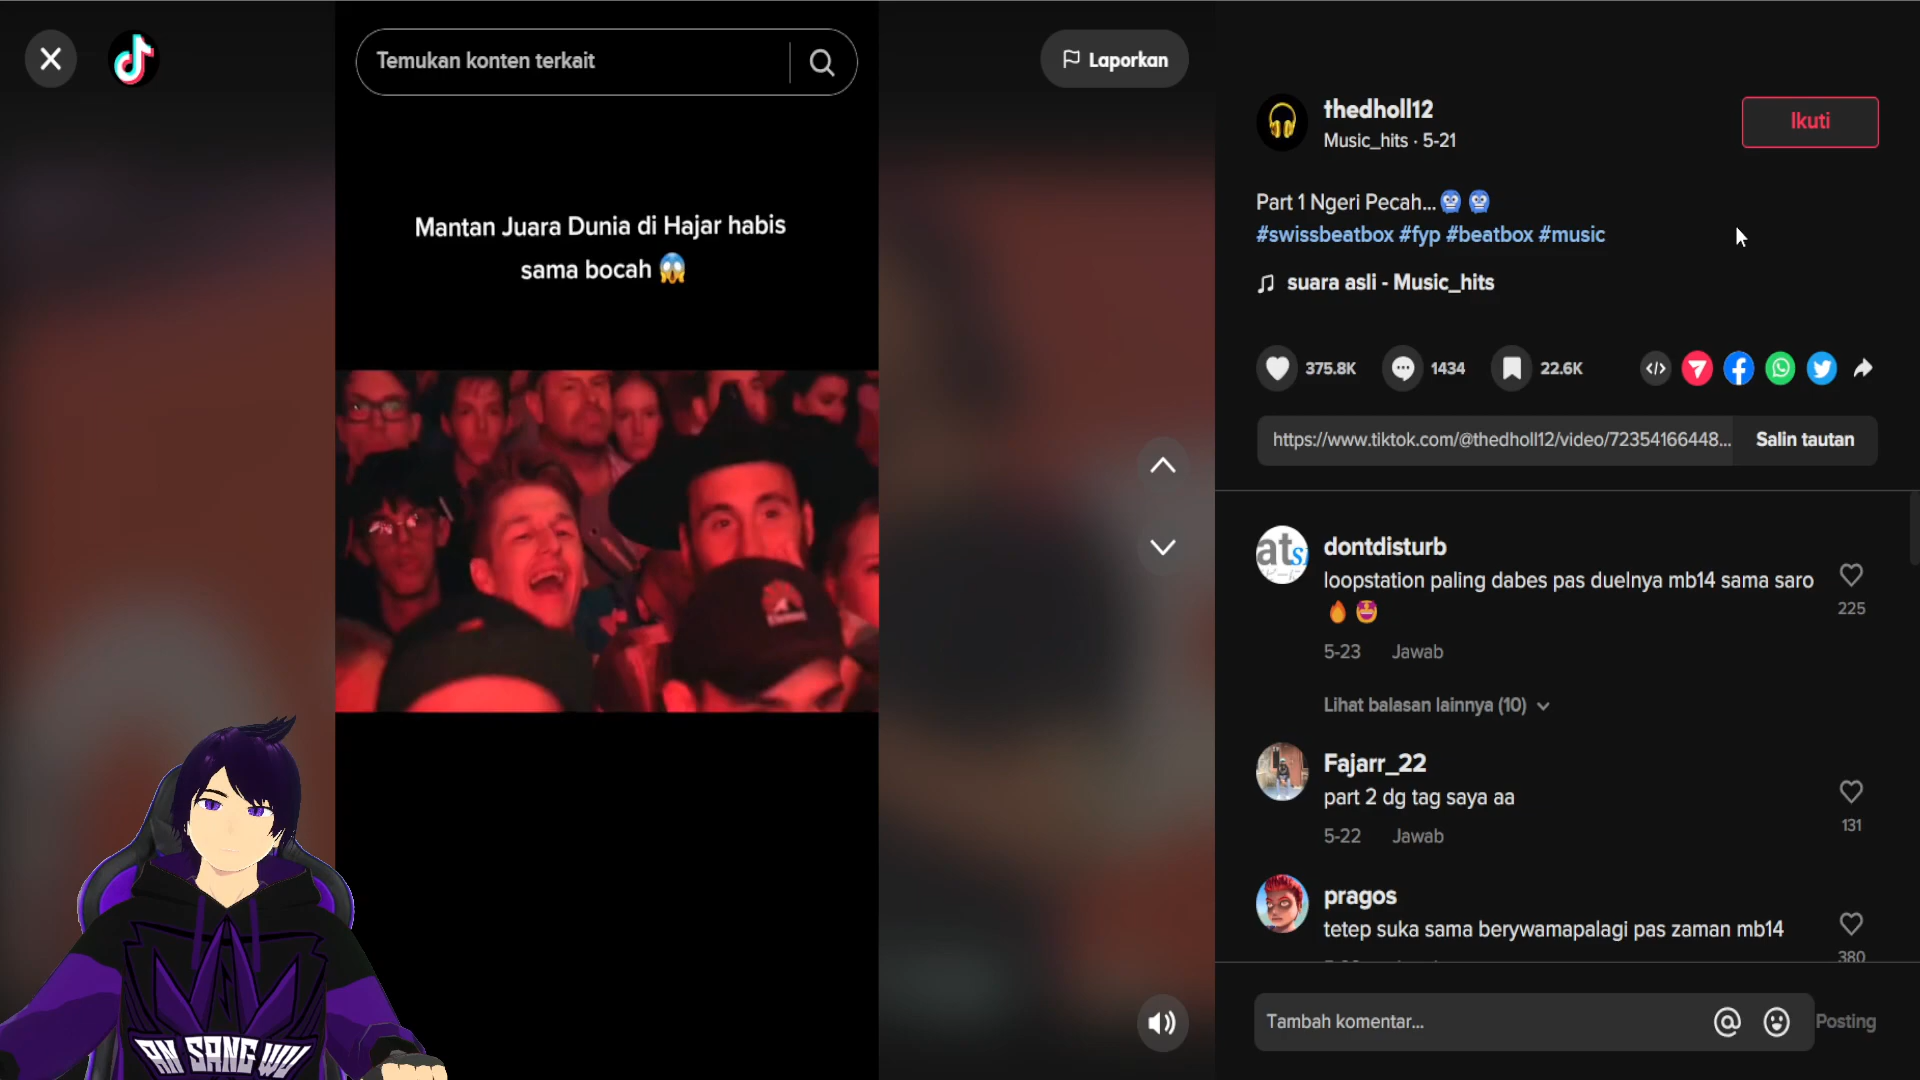 Temukan konten terkait
Laporkan
Mantan Juara Dunia di Hajar habis
sama bocah 😱
thedholl12
Music_hits · 5-21
Ikuti
Part 1 Ngeri Pecah...🥶🥶
#swissbeatbox #fyp #beatbox #music
suara asli - Music_hits
375.8K
1434
22.6K
https://www.tiktok.com/@thedholl12/video/72354166448...
Salin tautan
dontdisturb
loopstation paling dabes pas duelnya mb14 sama saro
🔥 🤩
225
5-23 Jawab
Lihat balasan lainnya (10)
Fajarr_22
part 2 dg tag saya aa
131
5-22 Jawab
pragos
tetep suka sama berywamapalagi pas zaman mb14
380
Tambah komentar...
Posting
AN SANG WU